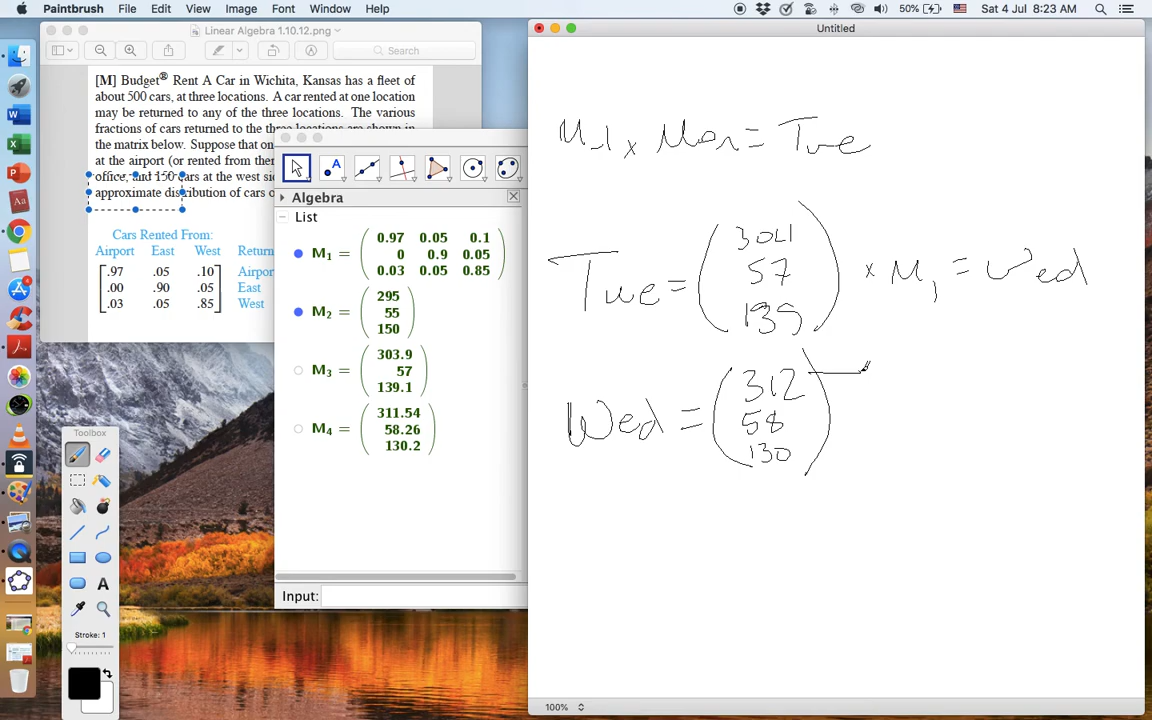 Paintbrush File Edit View Image Font Window Help
50% Sat 4 Jul 8:23 AM
Linear Algebra 1.10.12.png
Search
[M] Budget® Rent A Car in Wichita, Kansas has a fleet of
about 500 cars, at three locations. A car rented at one location
may be returned to any of the three locations. The various
fractions of cars returned to the three locations are shown in
the matrix below. Suppose that on
at the airport (or rented from ther
office, and 150 cars at the west si
approximate distribution of cars o
Cars Rented From:
Airport East West Return
.97 .05 .10 Airpor
.00 .90 .05 East
.03 .05 .85 West
Algebra
List
M1 =
0.97 0.05 0.1
0 0.9 0.05
0.03 0.05 0.85
M2 =
295
55
150
M3 =
303.9
57
139.1
M4 =
311.54
58.26
130.2
Input:
Toolbox
A
Stroke: 1
Untitled
M1 x Mon = Tue
Tue = (304 57 139) x M1 = Wed
Wed = (312 58 130)
100%